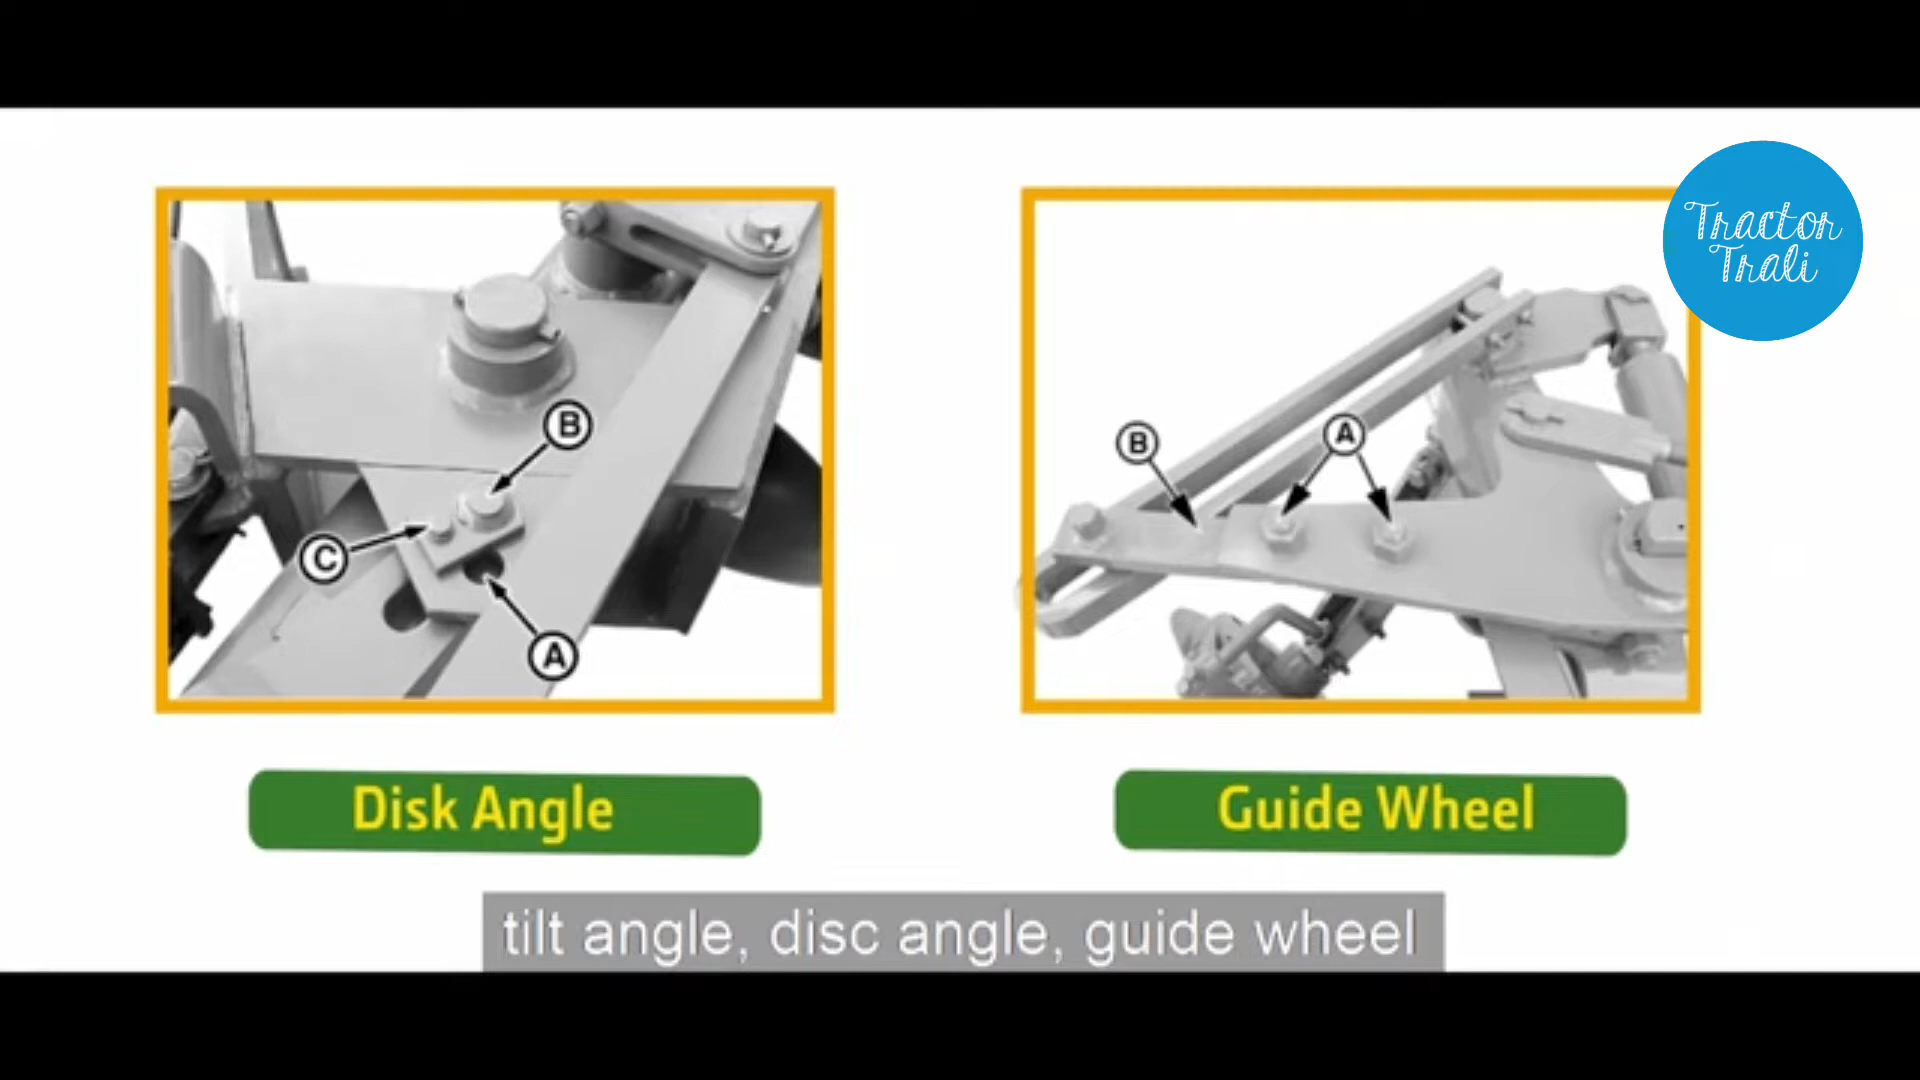 Tractor
Trali
B
C
A
B
A
Disk Angle
Guide Wheel
tilt angle, disc angle, guide wheel